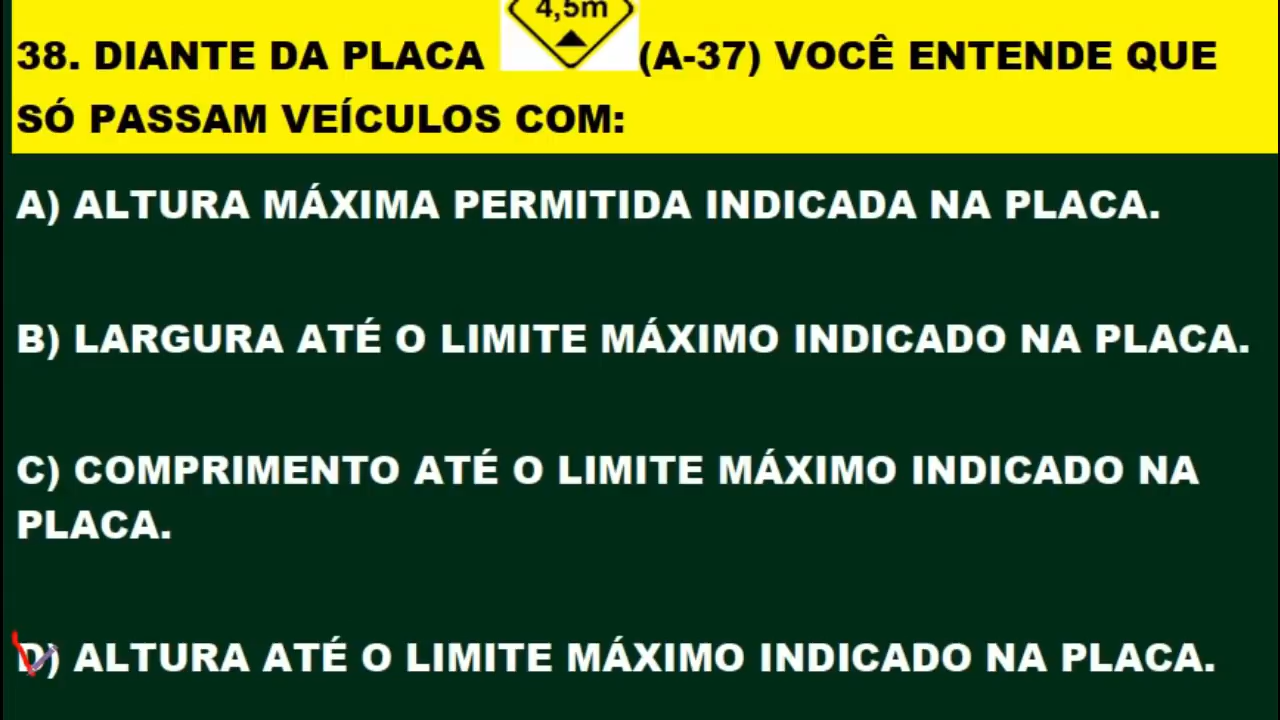 4,5m
38. DIANTE DA PLACA (A-37) VOCÊ ENTENDE QUE
SÓ PASSAM VEÍCULOS COM:
A) ALTURA MÁXIMA PERMITIDA INDICADA NA PLACA.
B) LARGURA ATÉ O LIMITE MÁXIMO INDICADO NA PLACA.
C) COMPRIMENTO ATÉ O LIMITE MÁXIMO INDICADO NA
PLACA.
D) ALTURA ATÉ O LIMITE MÁXIMO INDICADO NA PLACA.